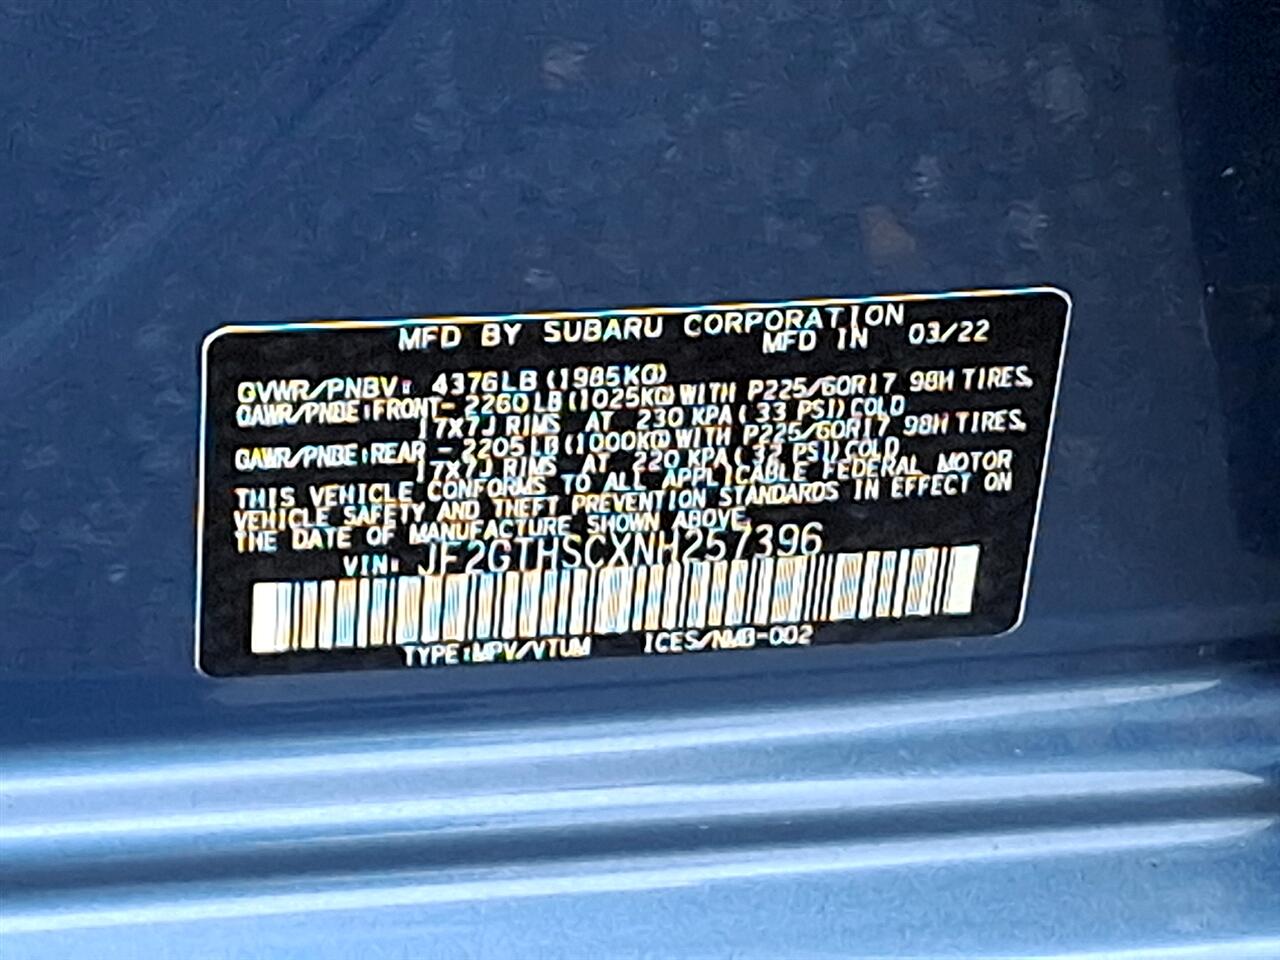 MFD BY SUBARU CORPORATION
MFD IN 03/22
GVWR/PNBV: 4376LB(1985KG)
GAWR/PNBE:FRONT- 2260LB(1025KG)WITH P225/60R17 98H TIRES,
17X7J RIMS AT 230 KPA( 33 PSI)COLD
GAWR/PNBE:REAR - 2205LB(1000KG)WITH P225/60R17 98H TIRES,
17X7J RIMS AT 220 KPA( 32 PSI)COLD
THIS VEHICLE CONFORMS TO ALL APPLICABLE FEDERAL MOTOR
VEHICLE SAFETY AND THEFT PREVENTION STANDARDS IN EFFECT ON
THE DATE OF MANUFACTURE SHOWN ABOVE.
VIN: JF2GTHSCXNH257396
TYPE:MPV/VTUM ICES/NMB-002